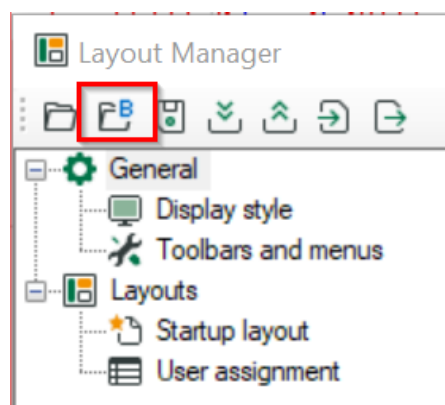 Layout Manager
B
General
Display style
Toolbars and menus
Layouts
Startup layout
User assignment